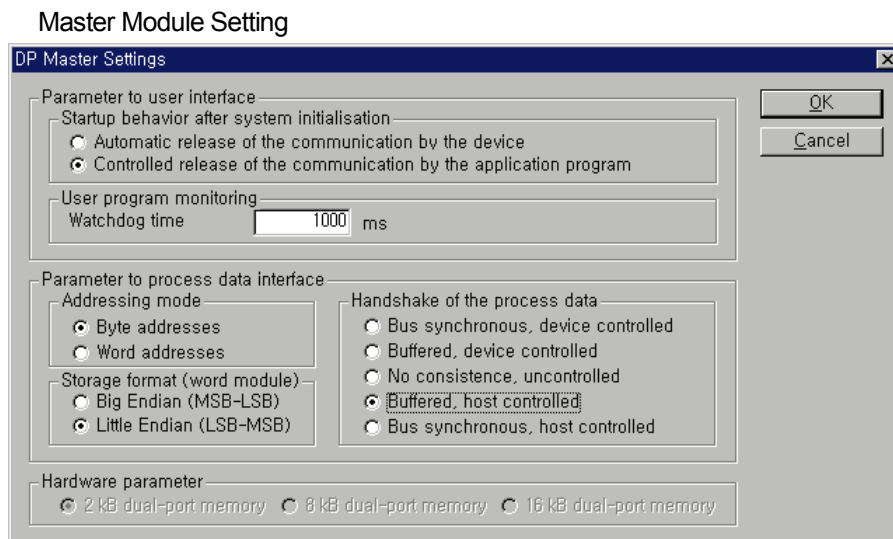 Master Module Setting
DP Master Settings
Parameter to user interface
Startup behavior after system initialisation
Automatic release of the communication by the device
Controlled release of the communication by the application program
User program monitoring
Watchdog time 1000 ms
OK
Cancel
Parameter to process data interface
Addressing mode
Byte addresses
Word addresses
Storage format (word module)
Big Endian (MSB-LSB)
Little Endian (LSB-MSB)
Handshake of the process data
Bus synchronous, device controlled
Buffered, device controlled
No consistence, uncontrolled
Buffered, host controlled
Bus synchronous, host controlled
Hardware parameter
2 kB dual-port memory 8 kB dual-port memory 16 kB dual-port memory